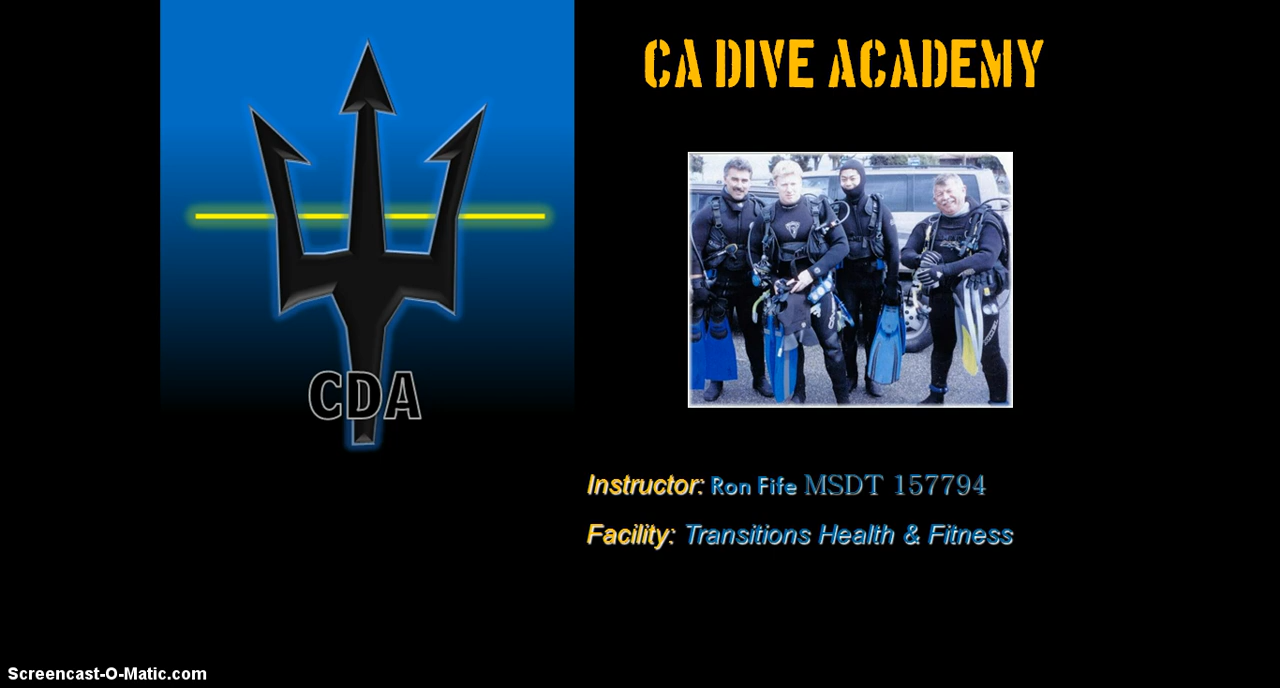 CA DIVE ACADEMY
CDA
Instructor: Ron Fife MSDT 157794
Facility: Transitions Health & Fitness
Screencast-O-Matic.com